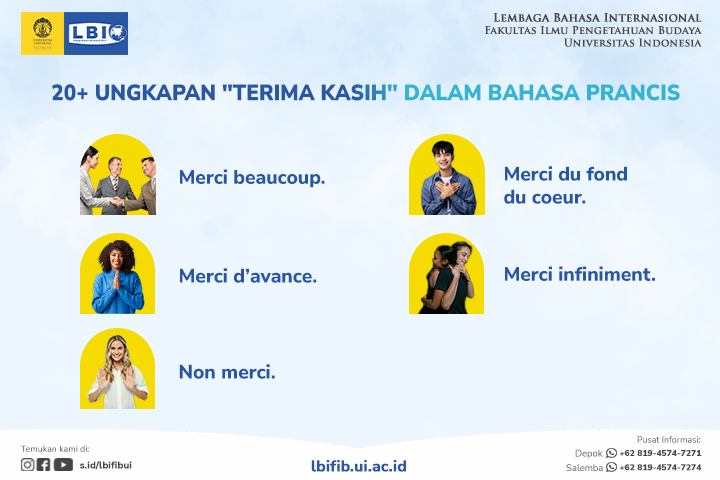 LBI
LEMBAGA BAHASA INTERNASIONAL
FAKULTAS ILMU PENGETAHUAN BUDAYA
UNIVERSITAS INDONESIA
20+ UNGKAPAN "TERIMA KASIH" DALAM BAHASA PRANCIS
Merci beaucoup.
Merci du fond
du coeur.
Merci d’avance.
Merci infiniment.
Non merci.
Temukan kami di:
s.id/lbifibui
lbifib.ui.ac.id
Pusat Informasi:
Depok +62 819-4574-7271
Salemba +62 819-4574-7274